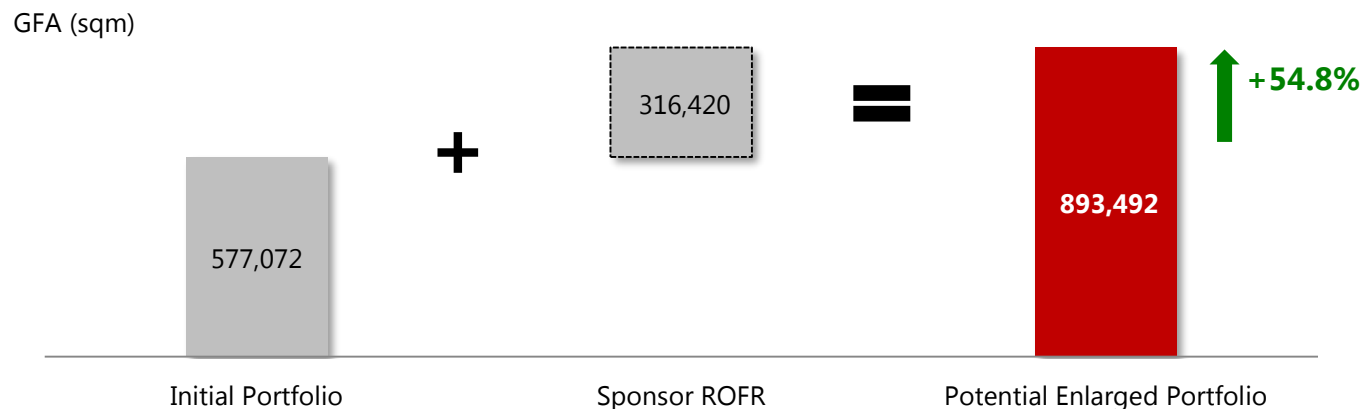 GFA (sqm)
+54.8%
316,420
+
=
893,492
577,072
Initial Portfolio
Sponsor ROFR
Potential Enlarged Portfolio